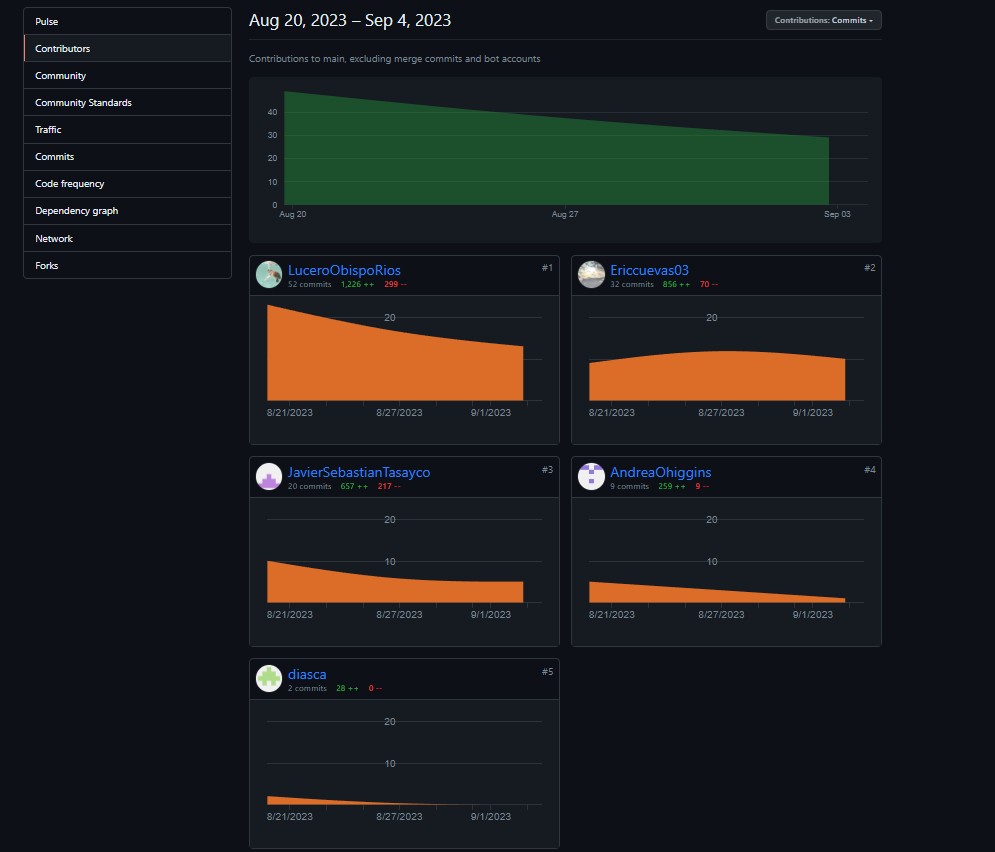 Pulse
Contributors
Community
Community Standards
Traffic
Commits
Code frequency
Dependency graph
Network
Forks
Aug 20, 2023 – Sep 4, 2023
Contributions: Commits
Contributions to main, excluding merge commits and bot accounts
40
30
20
10
0
Aug 20 Aug 27 Sep 03
LuceroObispoRios #1
52 commits 1,226 ++ 299 --
20
8/21/2023 8/27/2023 9/1/2023
Ericcuevas03 #2
32 commits 856 ++ 70 --
20
8/21/2023 8/27/2023 9/1/2023
JavierSebastianTasayco #3
20 commits 657 ++ 217 --
20
10
8/21/2023 8/27/2023 9/1/2023
AndreaOhiggins #4
9 commits 259 ++ 9 --
20
10
8/21/2023 8/27/2023 9/1/2023
diasca #5
2 commits 28 ++ 0 --
20
10
8/21/2023 8/27/2023 9/1/2023